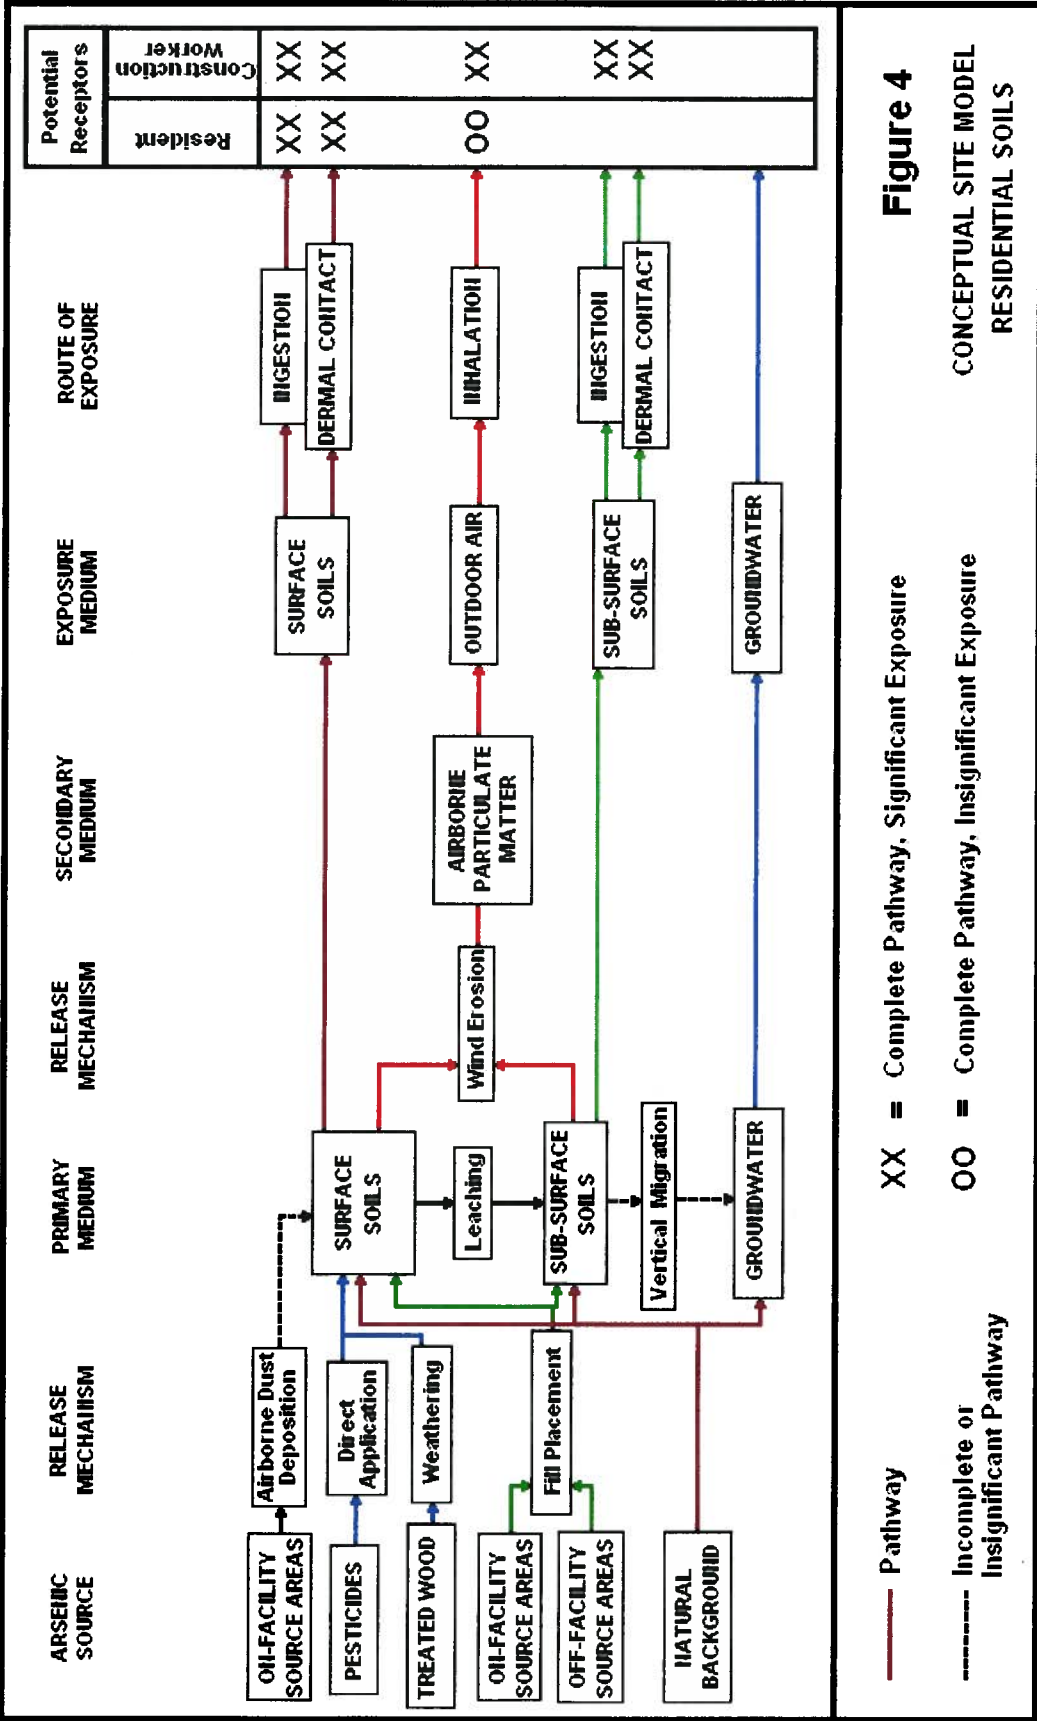 ARSENIC
SOURCE
RELEASE
MECHANISM
PRIMARY
MEDIUM
RELEASE
MECHANISM
SECONDARY
MEDIUM
EXPOSURE
MEDIUM
ROUTE OF
EXPOSURE
Potential
Receptors
Resident
Construction
Worker
ON-FACILITY
SOURCE AREAS
Airborne Dust
Deposition
PESTICIDES
Direct
Application
TREATED WOOD
Weathering
ON-FACILITY
SOURCE AREAS
OFF-FACILITY
SOURCE AREAS
Fill Placement
NATURAL
BACKGROUND
SURFACE
SOILS
Leaching
SUB-SURFACE
SOILS
Vertical Migration
GROUNDWATER
Wind Erosion
AIRBORNE
PARTICULATE
MATTER
SURFACE
SOILS
OUTDOOR AIR
SUB-SURFACE
SOILS
GROUNDWATER
INGESTION
DERMAL CONTACT
INHALATION
INGESTION
DERMAL CONTACT
XX XX
XX XX
OO XX
XX
XX
Pathway
Incomplete or
Insignificant Pathway
XX = Complete Pathway, Significant Exposure
OO = Complete Pathway, Insignificant Exposure
Figure 4
CONCEPTUAL SITE MODEL
RESIDENTIAL SOILS